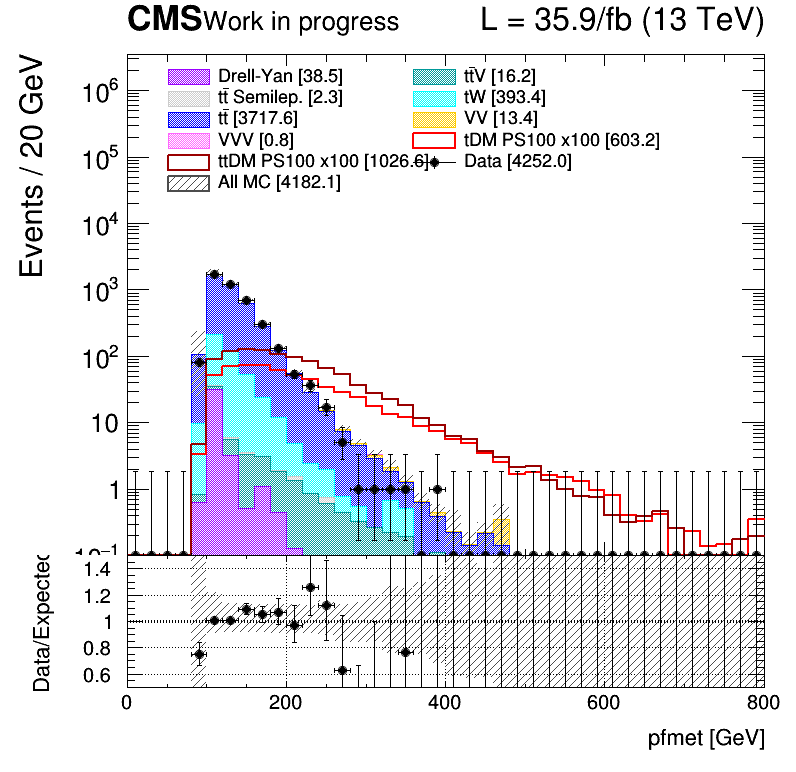 CMS Work in progress L = 35.9/fb (13 TeV)
Events / 20 GeV
Drell-Yan [38.5] tt̄V [16.2]
tt̄ Semilep. [2.3] tW [393.4]
tt̄ [3717.6] VV [13.4]
VVV [0.8] tDM PS100 x100 [603.2]
ttDM PS100 x100 [1026.6] Data [4252.0]
All MC [4182.1]
10⁶
10⁵
10⁴
10³
10²
10
1
10⁻¹
Data/Expected
1.4
1.2
1
0.8
0.6
0 200 400 600 800
pfmet [GeV]